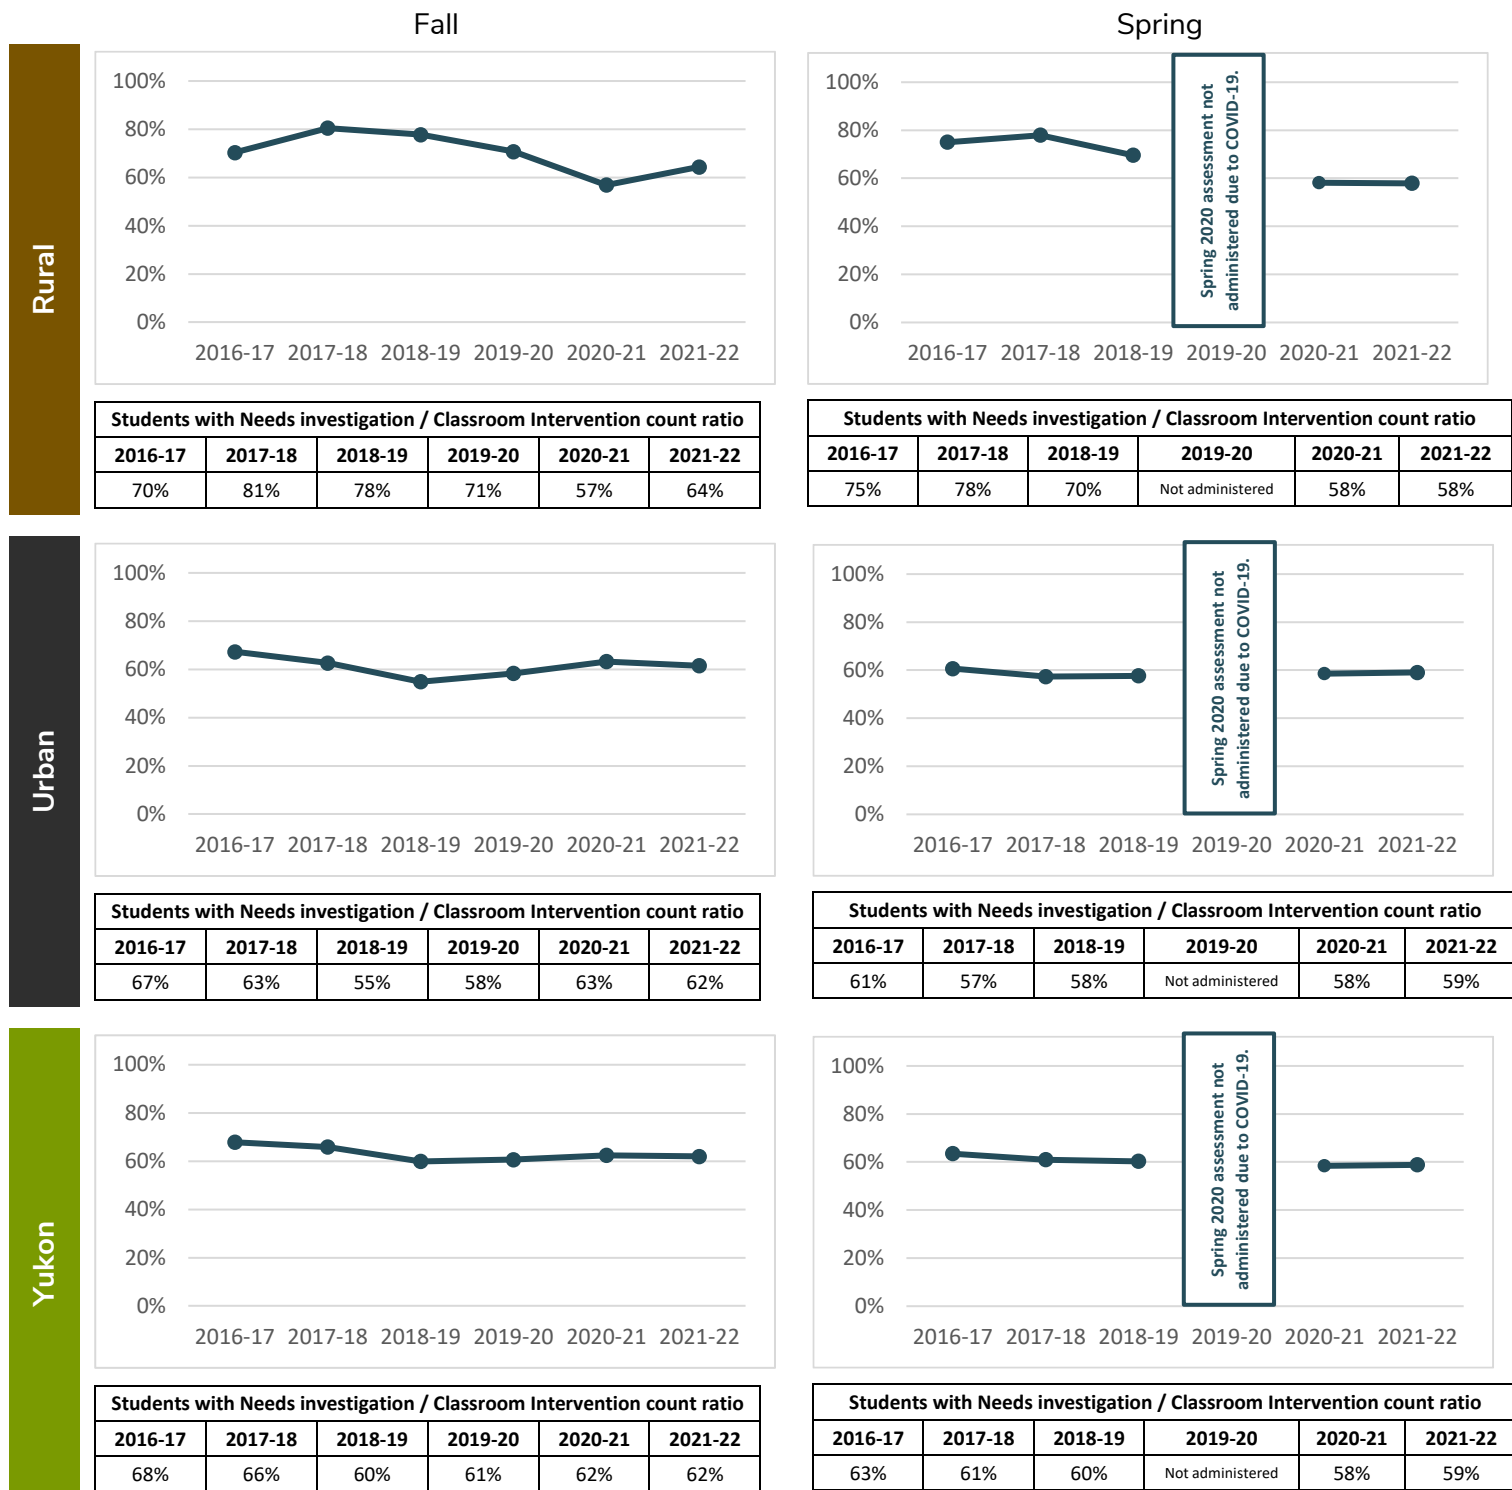 Fall
Spring
Rural
100%
80%
60%
40%
20%
0%
2016-17 2017-18 2018-19 2019-20 2020-21 2021-22
Students with Needs investigation / Classroom Intervention count ratio
2016-17 2017-18 2018-19 2019-20 2020-21 2021-22
70% 81% 78% 71% 57% 64%
100%
80%
60%
40%
20%
0%
Spring 2020 assessment not
administered due to COVID-19.
2016-17 2017-18 2018-19 2019-20 2020-21 2021-22
Students with Needs investigation / Classroom Intervention count ratio
2016-17 2017-18 2018-19 2019-20 2020-21 2021-22
75% 78% 70% Not administered 58% 58%
Urban
100%
80%
60%
40%
20%
0%
2016-17 2017-18 2018-19 2019-20 2020-21 2021-22
Students with Needs investigation / Classroom Intervention count ratio
2016-17 2017-18 2018-19 2019-20 2020-21 2021-22
67% 63% 55% 58% 63% 62%
100%
80%
60%
40%
20%
0%
Spring 2020 assessment not
administered due to COVID-19.
2016-17 2017-18 2018-19 2019-20 2020-21 2021-22
Students with Needs investigation / Classroom Intervention count ratio
2016-17 2017-18 2018-19 2019-20 2020-21 2021-22
61% 57% 58% Not administered 58% 59%
Yukon
100%
80%
60%
40%
20%
0%
2016-17 2017-18 2018-19 2019-20 2020-21 2021-22
Students with Needs investigation / Classroom Intervention count ratio
2016-17 2017-18 2018-19 2019-20 2020-21 2021-22
68% 66% 60% 61% 62% 62%
100%
80%
60%
40%
20%
0%
Spring 2020 assessment not
administered due to COVID-19.
2016-17 2017-18 2018-19 2019-20 2020-21 2021-22
Students with Needs investigation / Classroom Intervention count ratio
2016-17 2017-18 2018-19 2019-20 2020-21 2021-22
63% 61% 60% Not administered 58% 59%